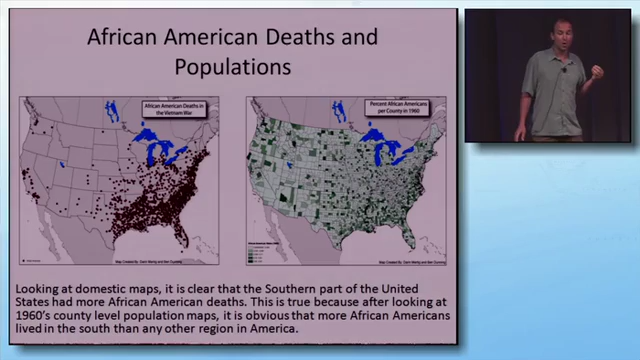 African American Deaths and
Populations
African American Deaths in
the Vietnam War
Percent African Americans
per County in 1960
Looking at domestic maps, it is clear that the Southern part of the United
States had more African American deaths. This is true because after looking at
1960's county level population maps, it is obvious that more African Americans
lived in the south than any other region in America.